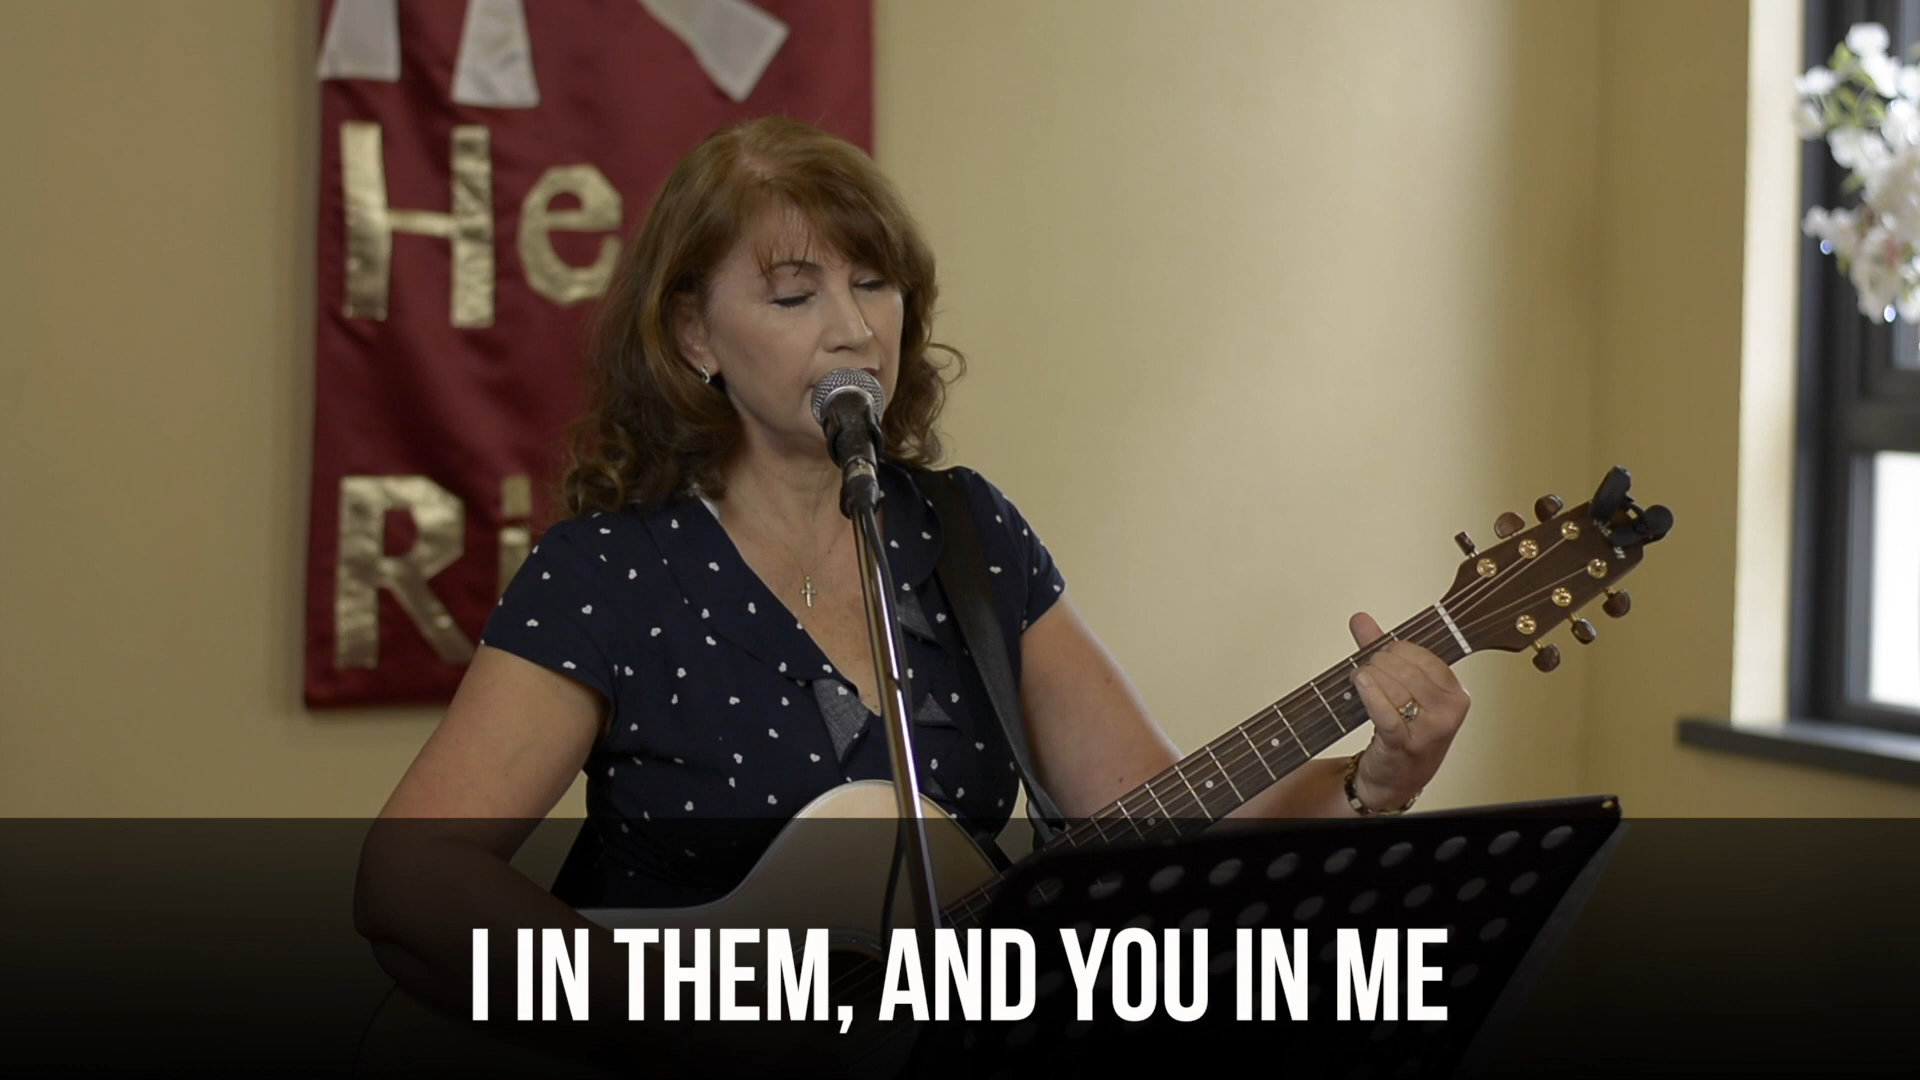 He
Ri
I IN THEM, AND YOU IN ME